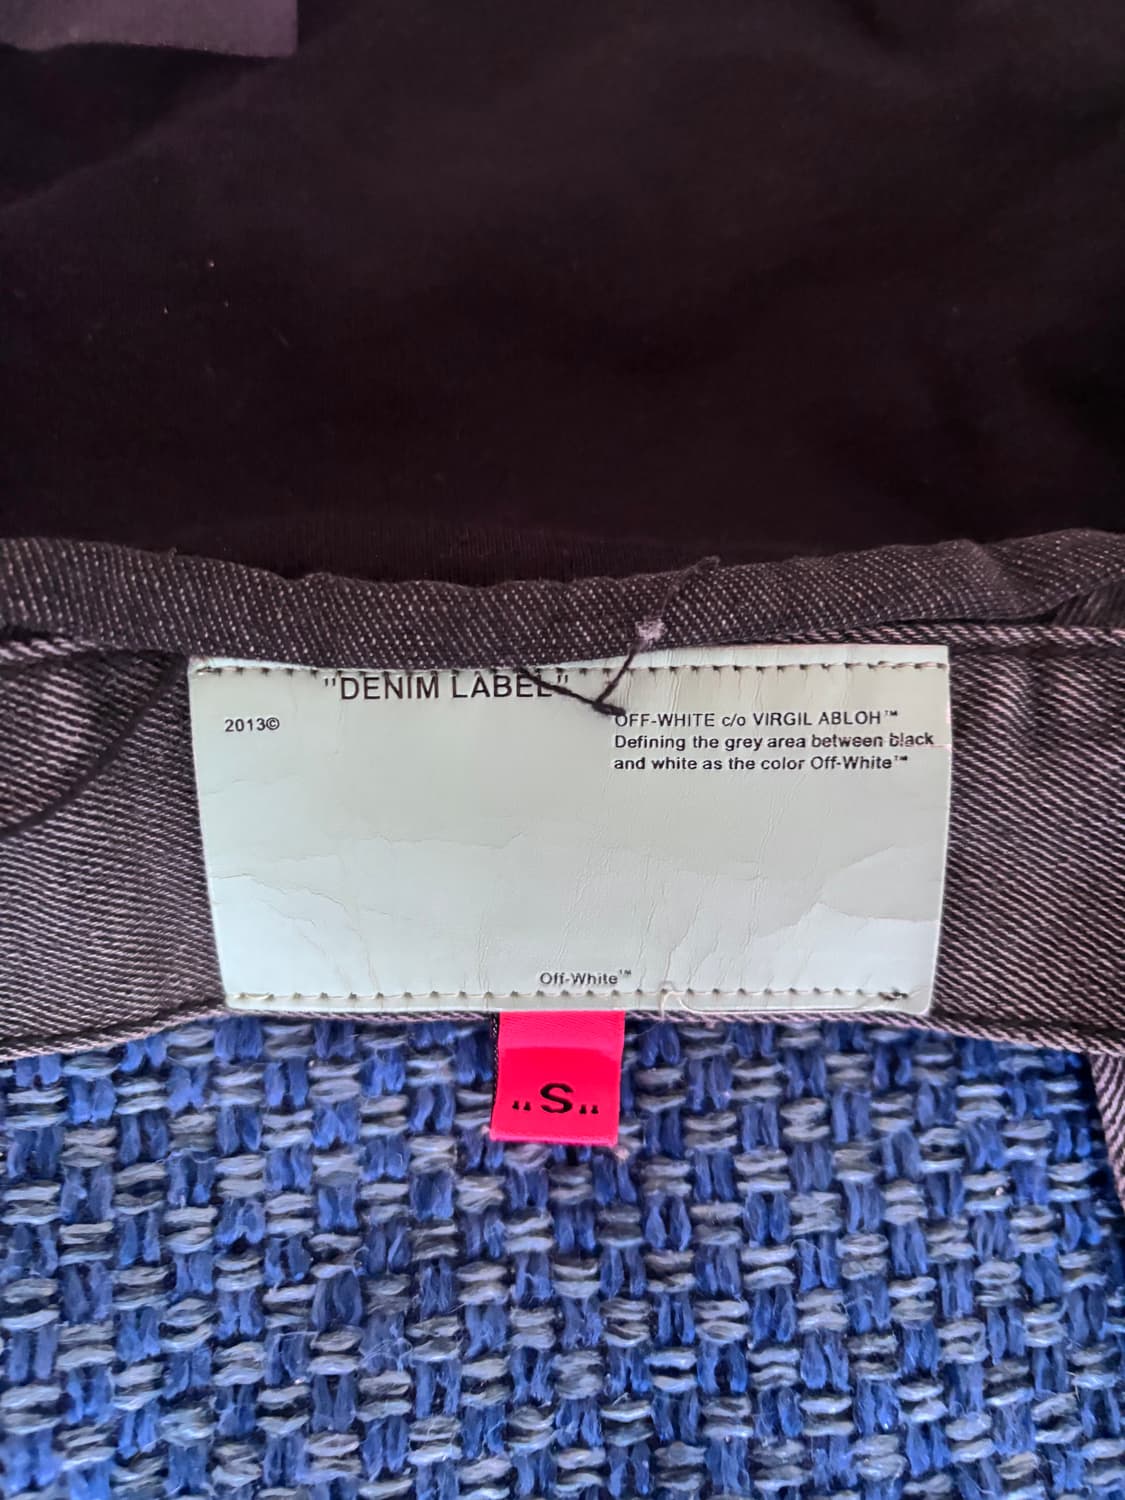 "DENIM LABEL"
2013©
OFF-WHITE c/o VIRGIL ABLOH™
Defining the grey area between black
and white as the color Off-White™
Off-White™
"S"